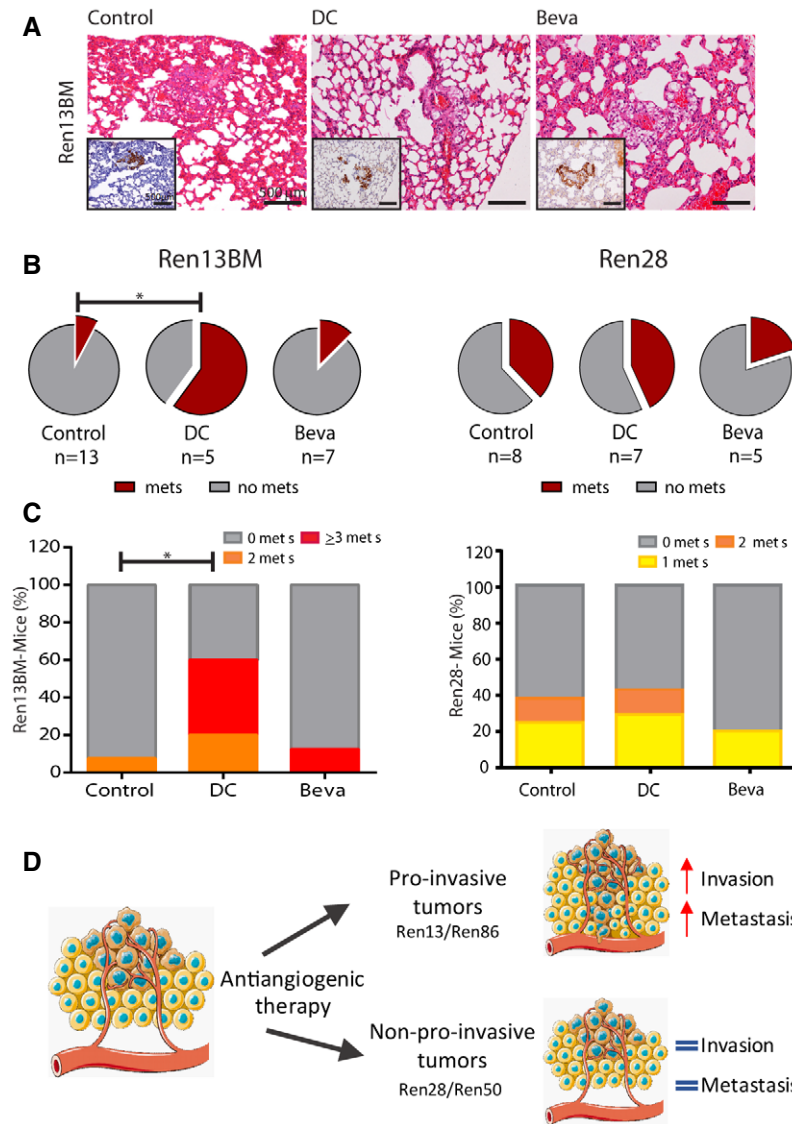 A
Control
DC
Beva
Ren13BM
500µm
500 µm
B
Ren13BM
Ren28
*
Control
n=13
DC
n=5
Beva
n=7
Control
n=8
DC
n=7
Beva
n=5
mets
no mets
mets
no mets
C
0 met s
≥3 met s
2 met s
*
Ren13BM-Mice (%)
120
100
80
60
40
20
0
Control
DC
Beva
0 met s
2 met s
1 met s
Ren28- Mice (%)
120
100
80
60
40
20
0
Control
DC
Beva
D
Antiangiogenic
therapy
Pro-invasive
tumors
Ren13/Ren86
Invasion
Metastasis
Non-pro-invasive
tumors
Ren28/Ren50
Invasion
Metastasis